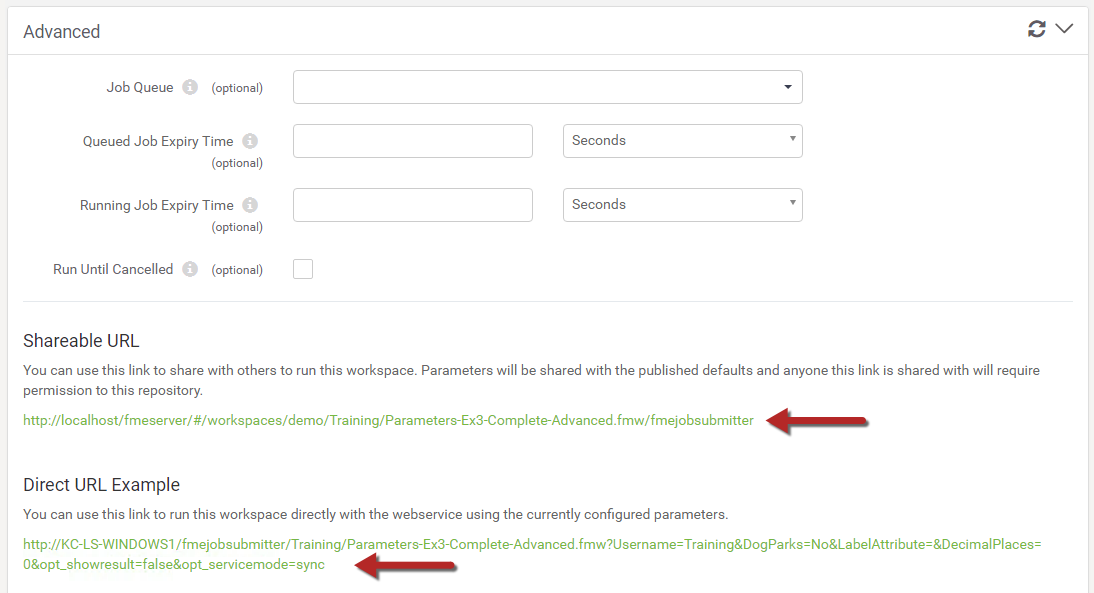 Advanced
Job Queue (optional)
Queued Job Expiry Time Seconds
(optional)
Running Job Expiry Time Seconds
(optional)
Run Until Cancelled (optional)
Shareable URL
You can use this link to share with others to run this workspace. Parameters will be shared with the published defaults and anyone this link is shared with will require
permission to this repository.
http://localhost/fmeserver/#/workspaces/demo/Training/Parameters-Ex3-Complete-Advanced.fmw/fmejobsubmitter
Direct URL Example
You can use this link to run this workspace directly with the webservice using the currently configured parameters.
http://KC-LS-WINDOWS1/fmejobsubmitter/Training/Parameters-Ex3-Complete-Advanced.fmw?Username=Training&DogParks=No&LabelAttribute=&DecimalPlaces=
0&opt_showresult=false&opt_servicemode=sync